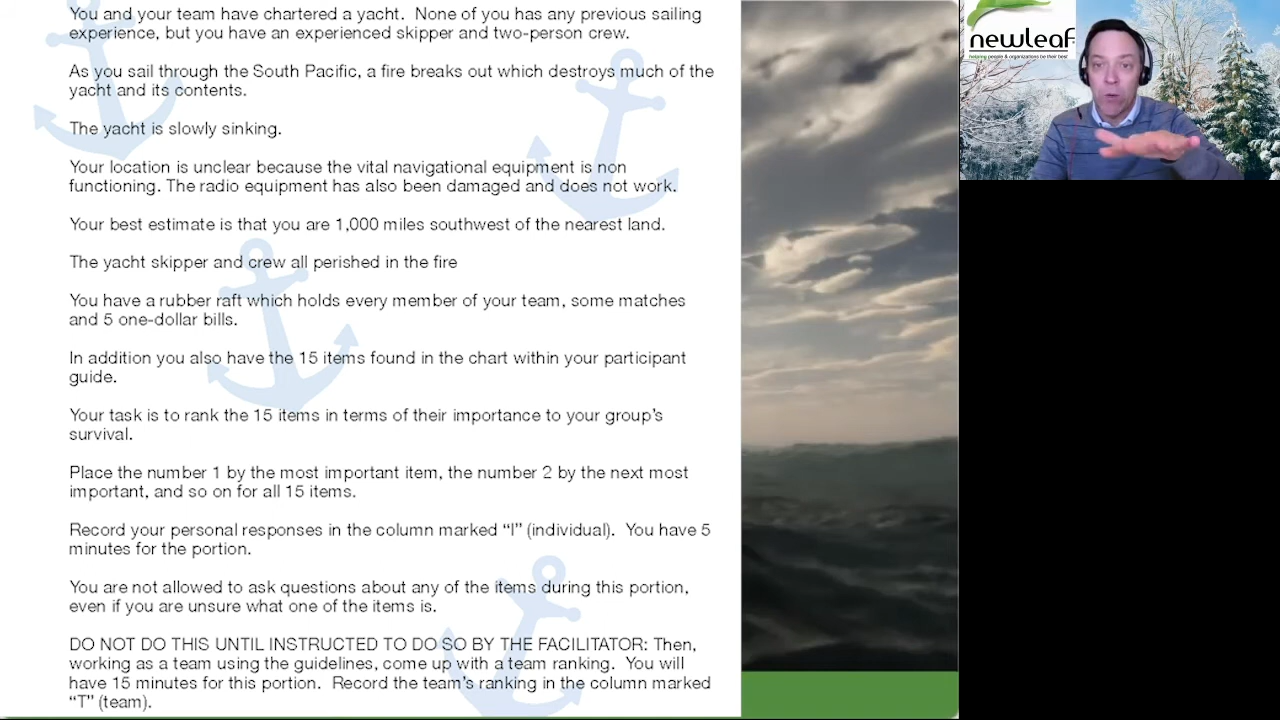 You and your team have chartered a yacht.  None of you has any previous sailing
experience, but you have an experienced skipper and two-person crew.
As you sail through the South Pacific, a fire breaks out which destroys much of the
yacht and its contents.
The yacht is slowly sinking.
Your location is unclear because the vital navigational equipment is non
functioning. The radio equipment has also been damaged and does not work.
Your best estimate is that you are 1,000 miles southwest of the nearest land.
The yacht skipper and crew all perished in the fire
You have a rubber raft which holds every member of your team, some matches
and 5 one-dollar bills.
In addition you also have the 15 items found in the chart within your participant
guide.
Your task is to rank the 15 items in terms of their importance to your group's
survival.
Place the number 1 by the most important item, the number 2 by the next most
important, and so on for all 15 items.
Record your personal responses in the column marked “I” (individual).  You have 5
minutes for the portion.
You are not allowed to ask questions about any of the items during this portion,
even if you are unsure what one of the items is.
DO NOT DO THIS UNTIL INSTRUCTED TO DO SO BY THE FACILITATOR: Then,
working as a team using the guidelines, come up with a team ranking.  You will
have 15 minutes for this portion.  Record the team's ranking in the column marked
“T” (team).
newleaf
helping people & organizations be their best